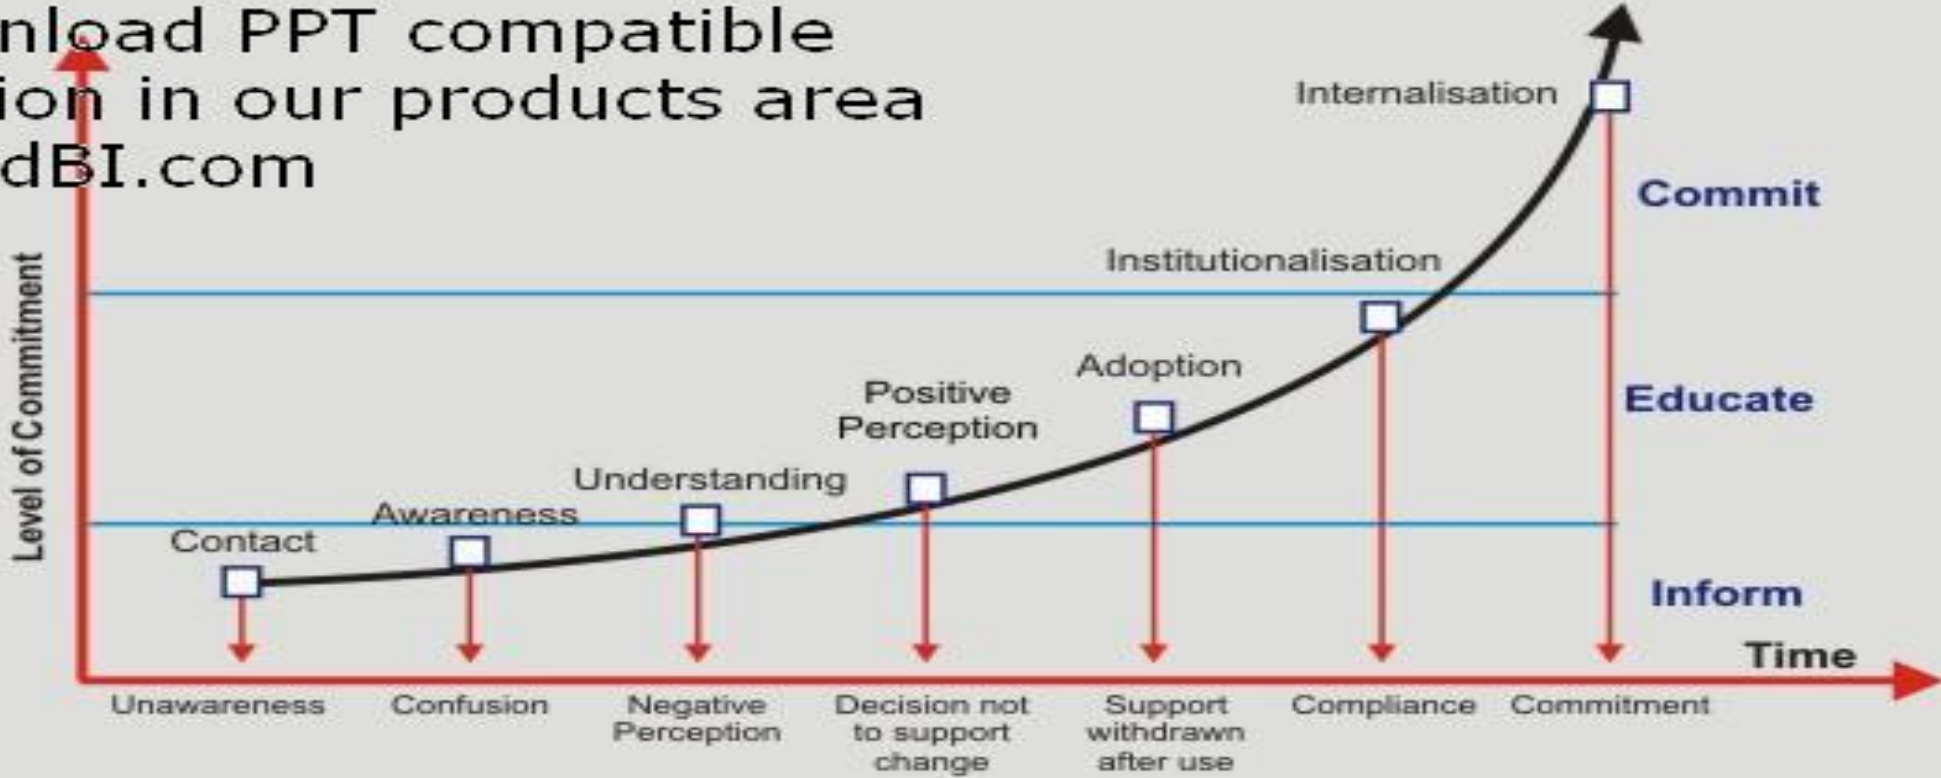 nload PPT compatible
ion in our products area
dBI.com
Internalisation
Commit
Institutionalisation
Level of Commitment
Adoption
Positive
Perception
Educate
Understanding
Awareness
Contact
Inform
Time
Unawareness
Confusion
Negative
Perception
Decision not
to support
change
Support
withdrawn
after use
Compliance
Commitment